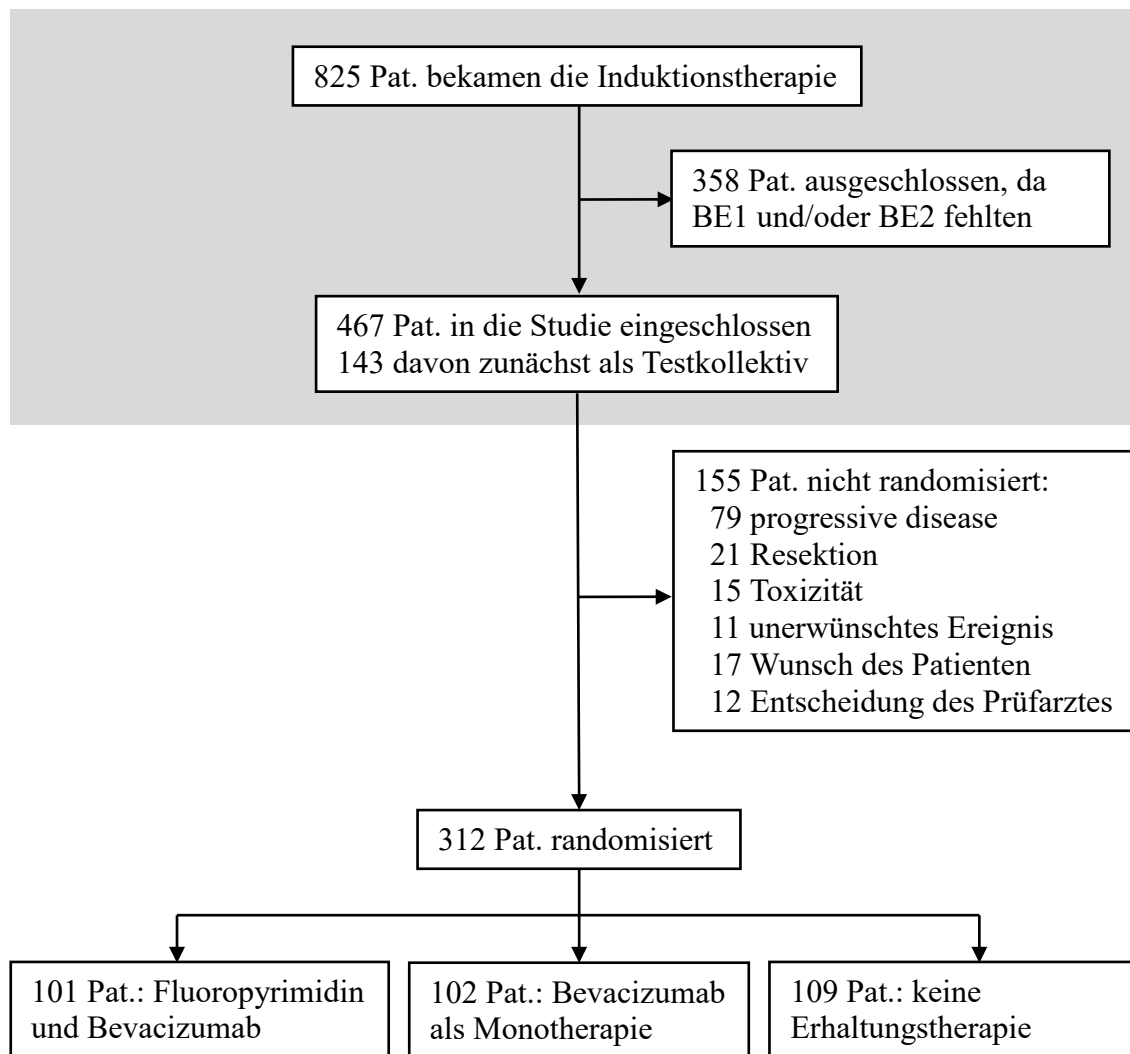 825 Pat. bekamen die Induktionstherapie
358 Pat. ausgeschlossen, da
BE1 und/oder BE2 fehlten
467 Pat. in die Studie eingeschlossen
143 davon zunächst als Testkollektiv
155 Pat. nicht randomisiert:
79 progressive disease
21 Resektion
15 Toxizität
11 unerwünschtes Ereignis
17 Wunsch des Patienten
12 Entscheidung des Prüfarztes
312 Pat. randomisiert
101 Pat.: Fluoropyrimidin
und Bevacizumab
102 Pat.: Bevacizumab
als Monotherapie
109 Pat.: keine
Erhaltungstherapie